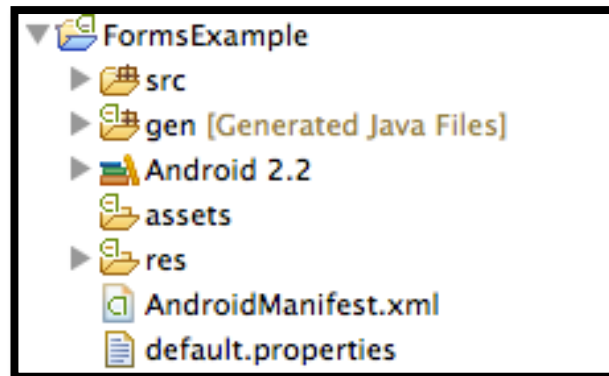 FormsExample
src
gen [Generated Java Files]
Android 2.2
assets
res
AndroidManifest.xml
default.properties